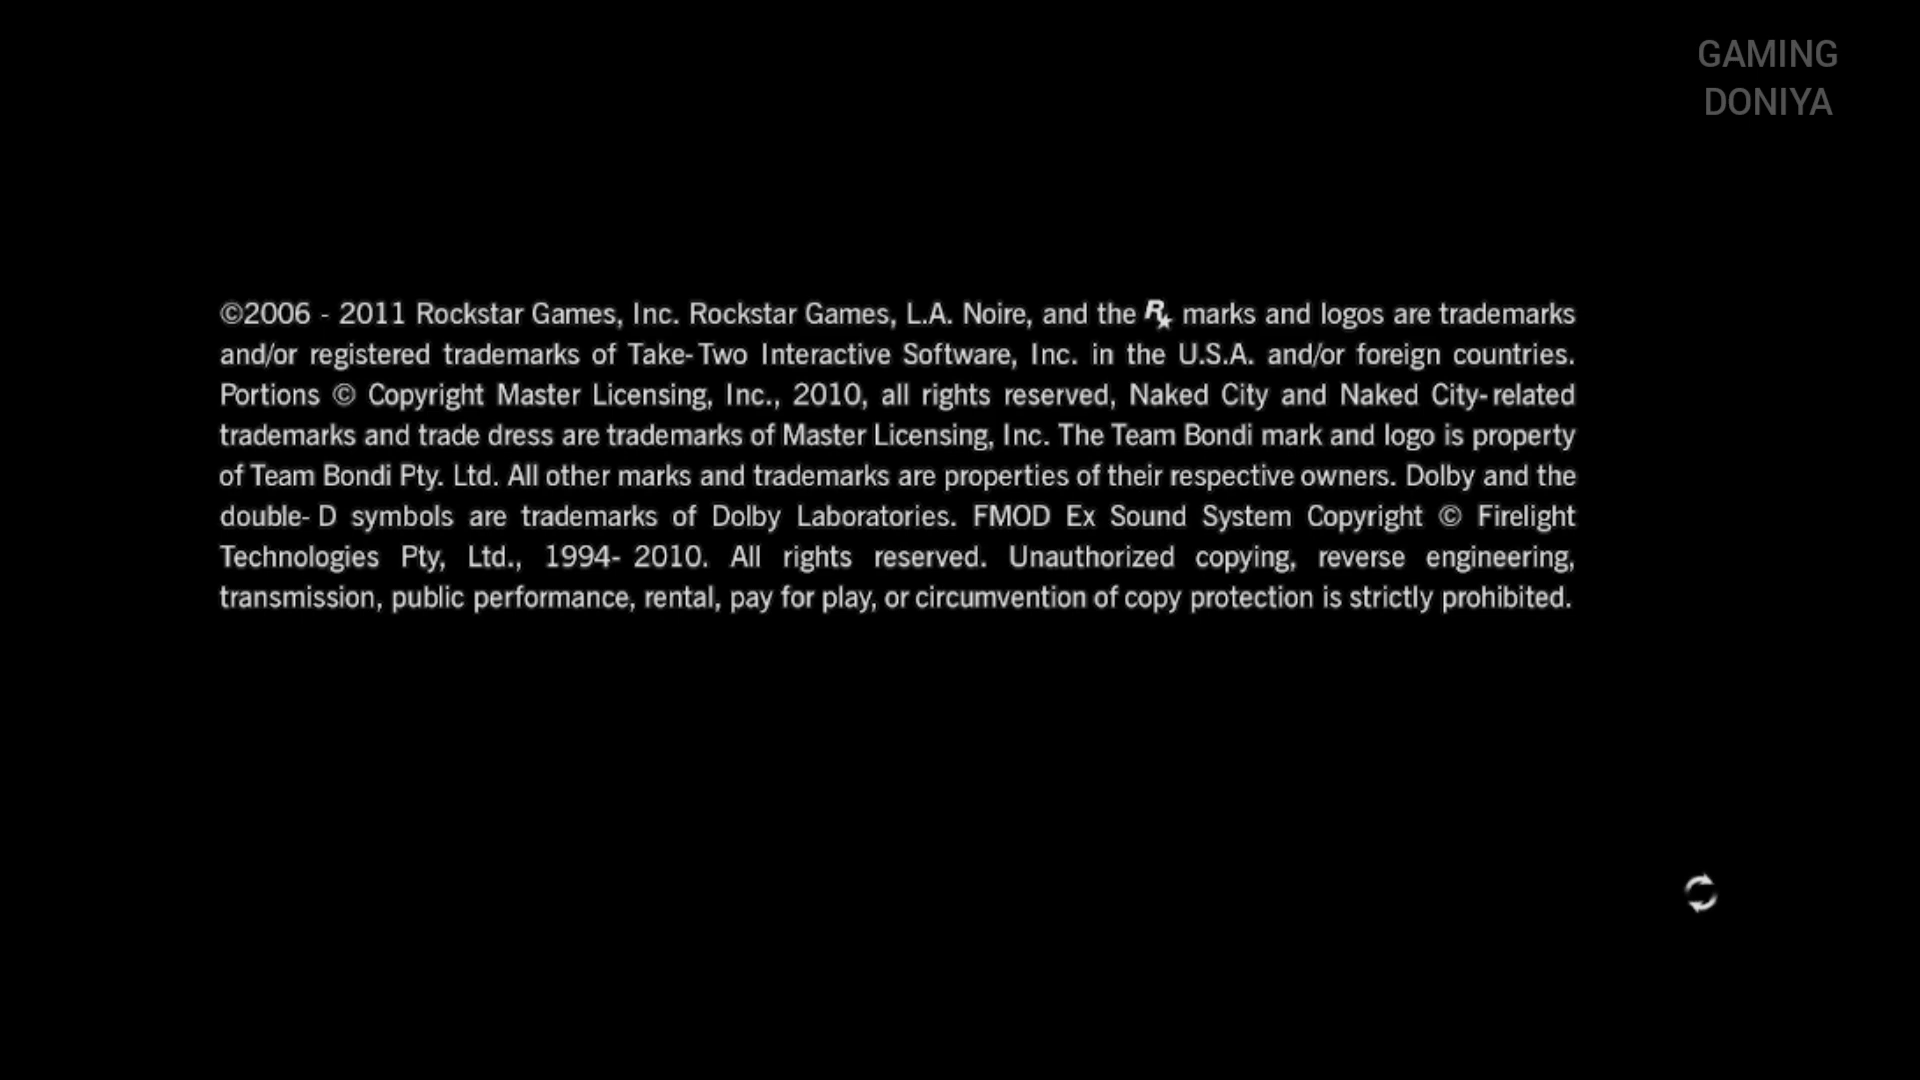 GAMING
DONIYA
©2006 - 2011 Rockstar Games, Inc. Rockstar Games, L.A. Noire, and the R★ marks and logos are trademarks
and/or registered trademarks of Take-Two Interactive Software, Inc. in the U.S.A. and/or foreign countries.
Portions © Copyright Master Licensing, Inc., 2010, all rights reserved, Naked City and Naked City-related
trademarks and trade dress are trademarks of Master Licensing, Inc. The Team Bondi mark and logo is property
of Team Bondi Pty. Ltd. All other marks and trademarks are properties of their respective owners. Dolby and the
double- D symbols are trademarks of Dolby Laboratories. FMOD Ex Sound System Copyright © Firelight
Technologies Pty, Ltd., 1994- 2010. All rights reserved. Unauthorized copying, reverse engineering,
transmission, public performance, rental, pay for play, or circumvention of copy protection is strictly prohibited.